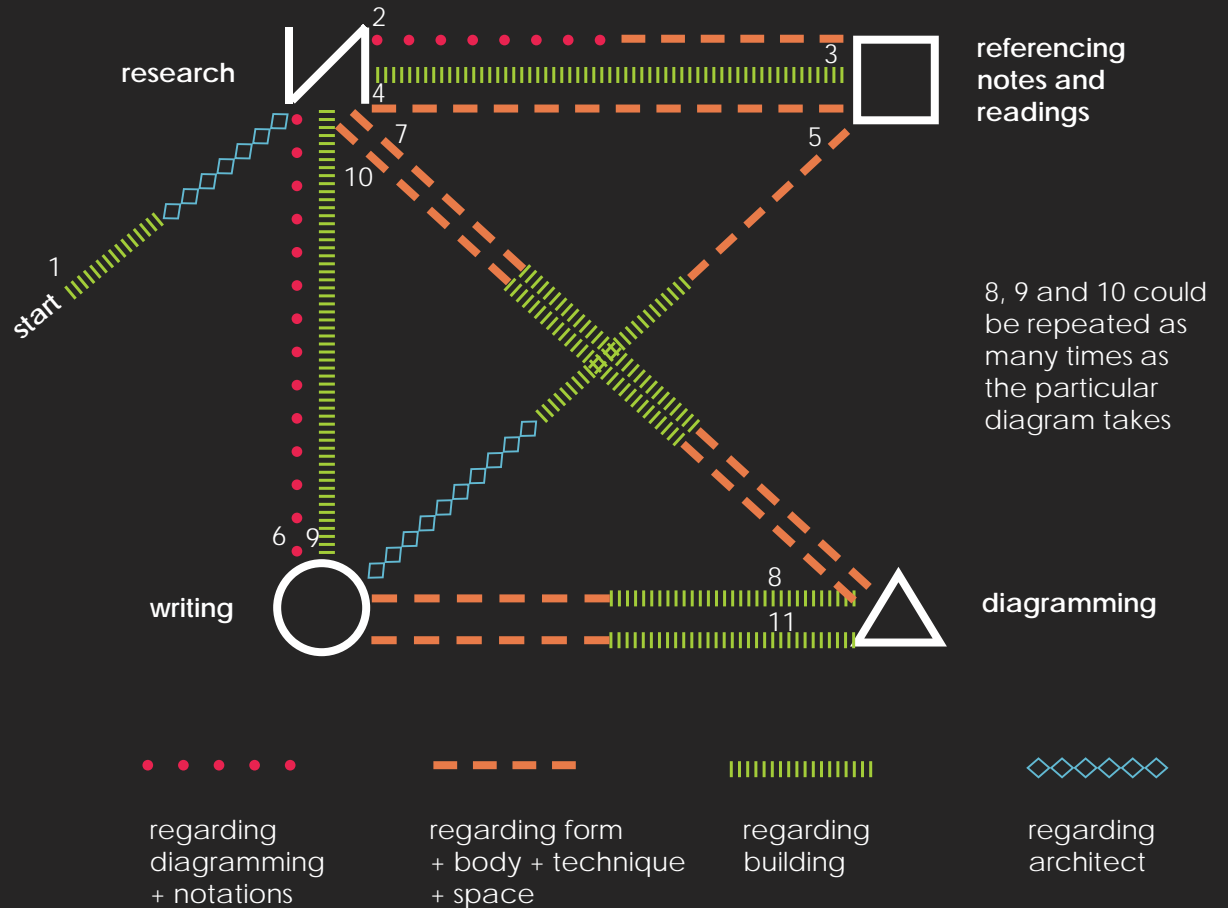 2
research
3
referencing
notes and
readings
4
7
5
10
1
start
8, 9 and 10 could
be repeated as
many times as
the particular
diagram takes
6
9
8
writing
11
diagramming
regarding
diagramming
+ notations
regarding form
+ body + technique
+ space
regarding
building
regarding
architect